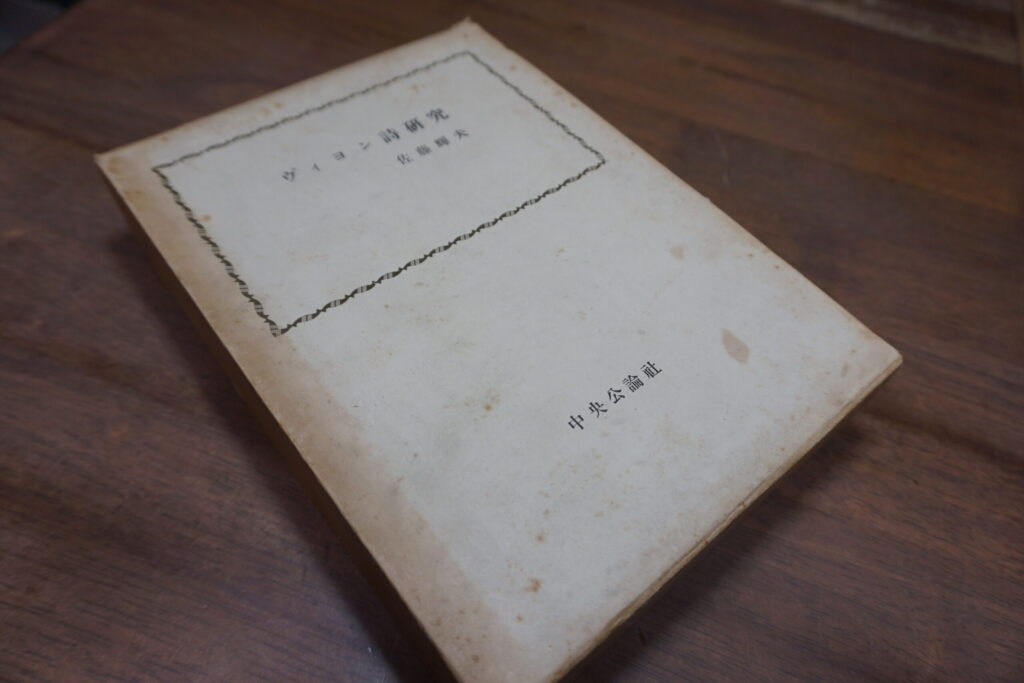 ヴィヨン詩研究
佐藤輝夫
中央公論社